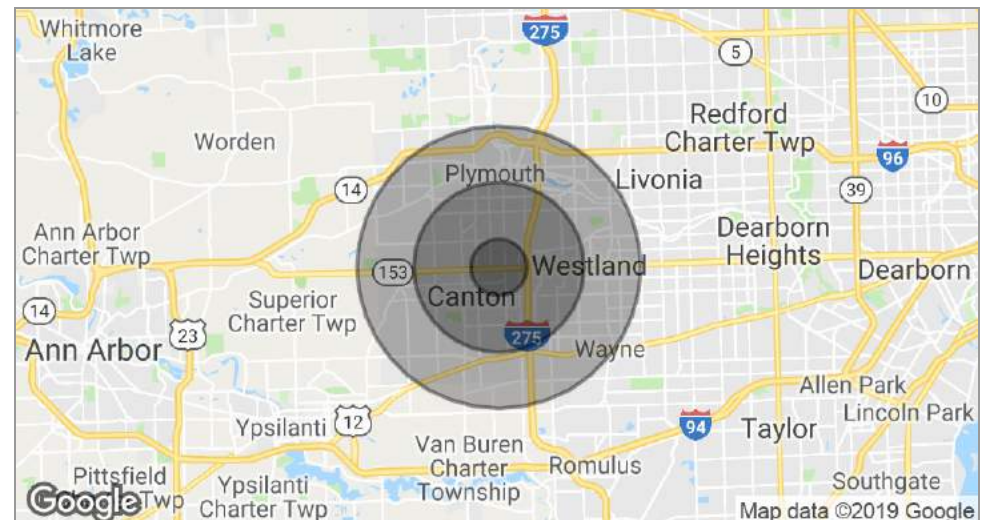 Whitmore
Lake
275
5
10
Redford
Charter Twp
Worden
96
Plymouth
Livonia
14
39
Ann Arbor
Charter Twp
Dearborn
Heights
Westland
Dearborn
153
Canton
Superior
Charter Twp
14
23
275
Ann Arbor
Wayne
Allen Park
Lincoln Park
12
94
Ypsilanti
Taylor
Van Buren
Charter
Township
Romulus
Pittsfield
Twp
Ypsilanti
Charter Twp
Southgate
Google
Map data ©2019 Google